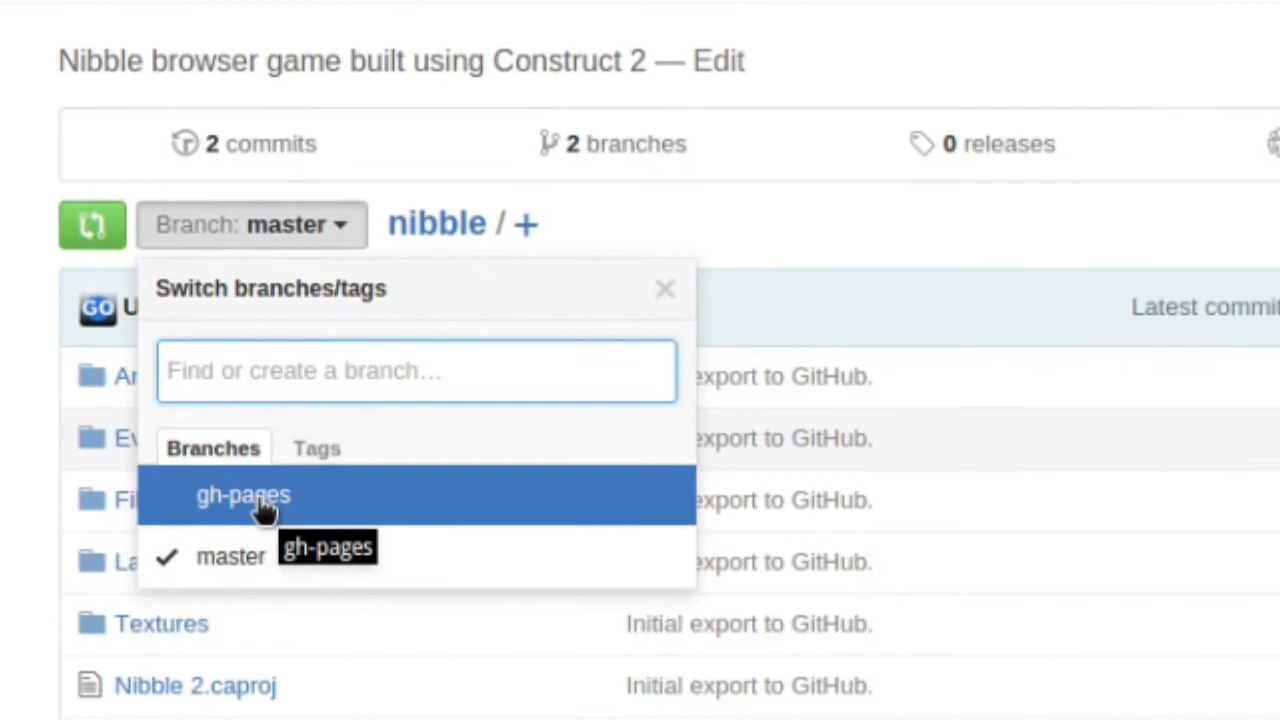 Nibble browser game built using Construct 2 — Edit
2 commits
2 branches
0 releases
Branch: master
nibble / +
Switch branches/tags
GO
Latest commit
Find or create a branch…
export to GitHub.
export to GitHub.
Branches
Tags
gh-pages
export to GitHub.
master
gh-pages
export to GitHub.
Textures
Initial export to GitHub.
Nibble 2.caproj
Initial export to GitHub.